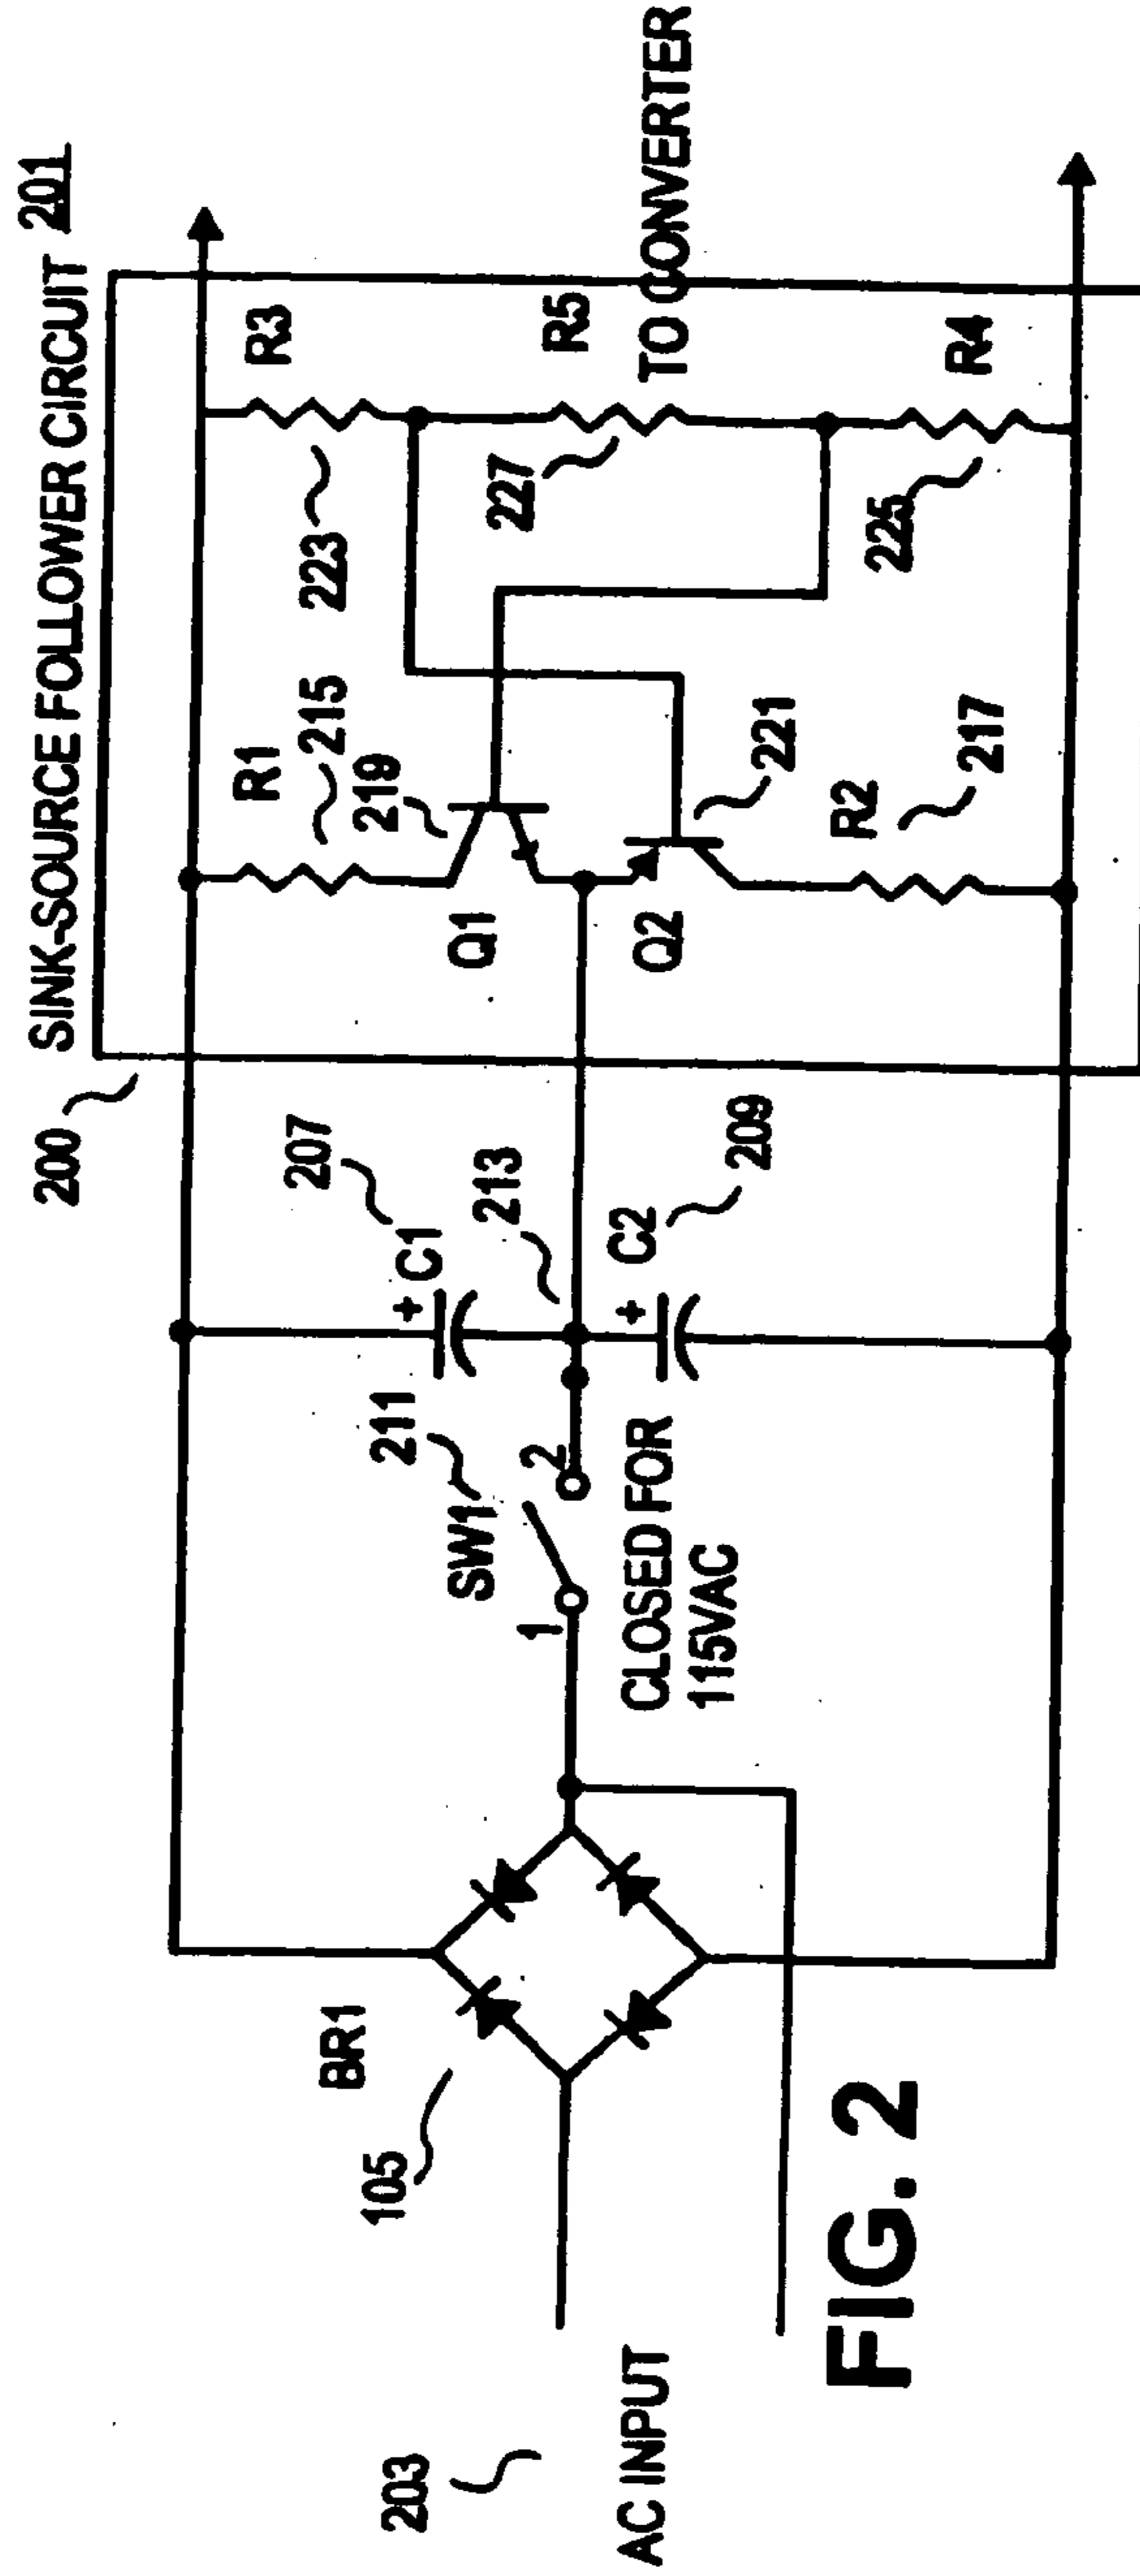 SINK-SOURCE FOLLOWER CIRCUIT 201
200
R3
223
R1
215
219
Q1
R5
227
TO CONVERTER
207
C1
+
211
SW1
213
BR1
105
1
2
C2
+
209
CLOSED FOR
115VAC
Q2
221
R2
217
R4
225
203
AC INPUT
FIG. 2